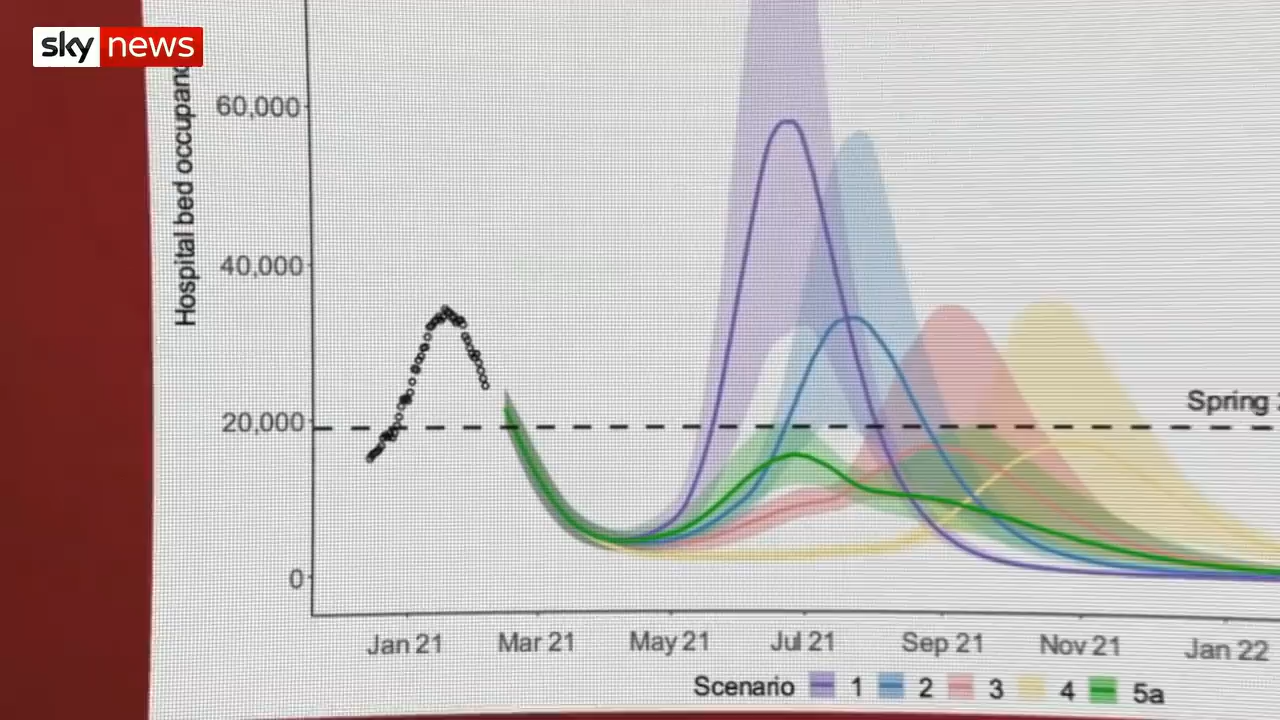 sky news
Hospital bed occupanc
60,000
40,000
20,000
0
Spring
Jan 21
Mar 21
May 21
Jul 21
Sep 21
Nov 21
Jan 22
Scenario 1 2 3 4 5a